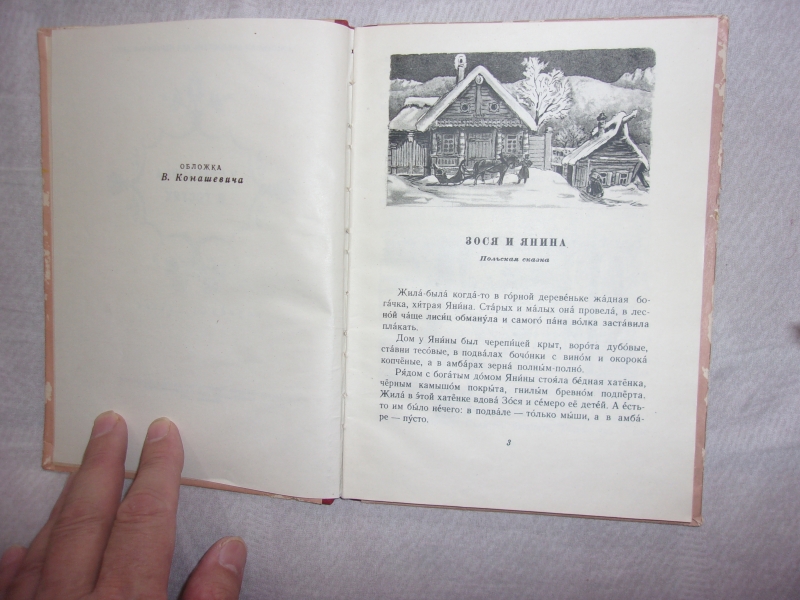 ОБЛОЖКА
В. Конашевича
ЗОСЯ И ЯНИНА
Польская сказка
Жила́-была́ когда́-то в го́рной дереве́ньке жа́дная бо-
га́чка, хи́трая Яни́на. Ста́рых и ма́лых она́ провела́, в лес-
но́й ча́ще лиси́ц обману́ла и самого́ па́на во́лка заста́вила
пла́кать.
Дом у Яни́ны был черепи́цей крыт, воро́та дубо́вые,
ста́вни тесо́вые, в подва́лах бочо́нки с вино́м и окорока́
копчёные, а в амба́рах зерна́ полны́м-полно́.
Ря́дом с бога́тым до́мом Яни́ны стоя́ла бе́дная хате́нка,
чёрным камышо́м покры́та, гнилы́м бревно́м подпёрта.
Жила́ в э́той хате́нке вдова́ Зо́ся и се́меро её дете́й. А есть-
то им бы́ло не́чего: в подва́ле — то́лько мы́ши, а в амба́-
ре — пу́сто.
3